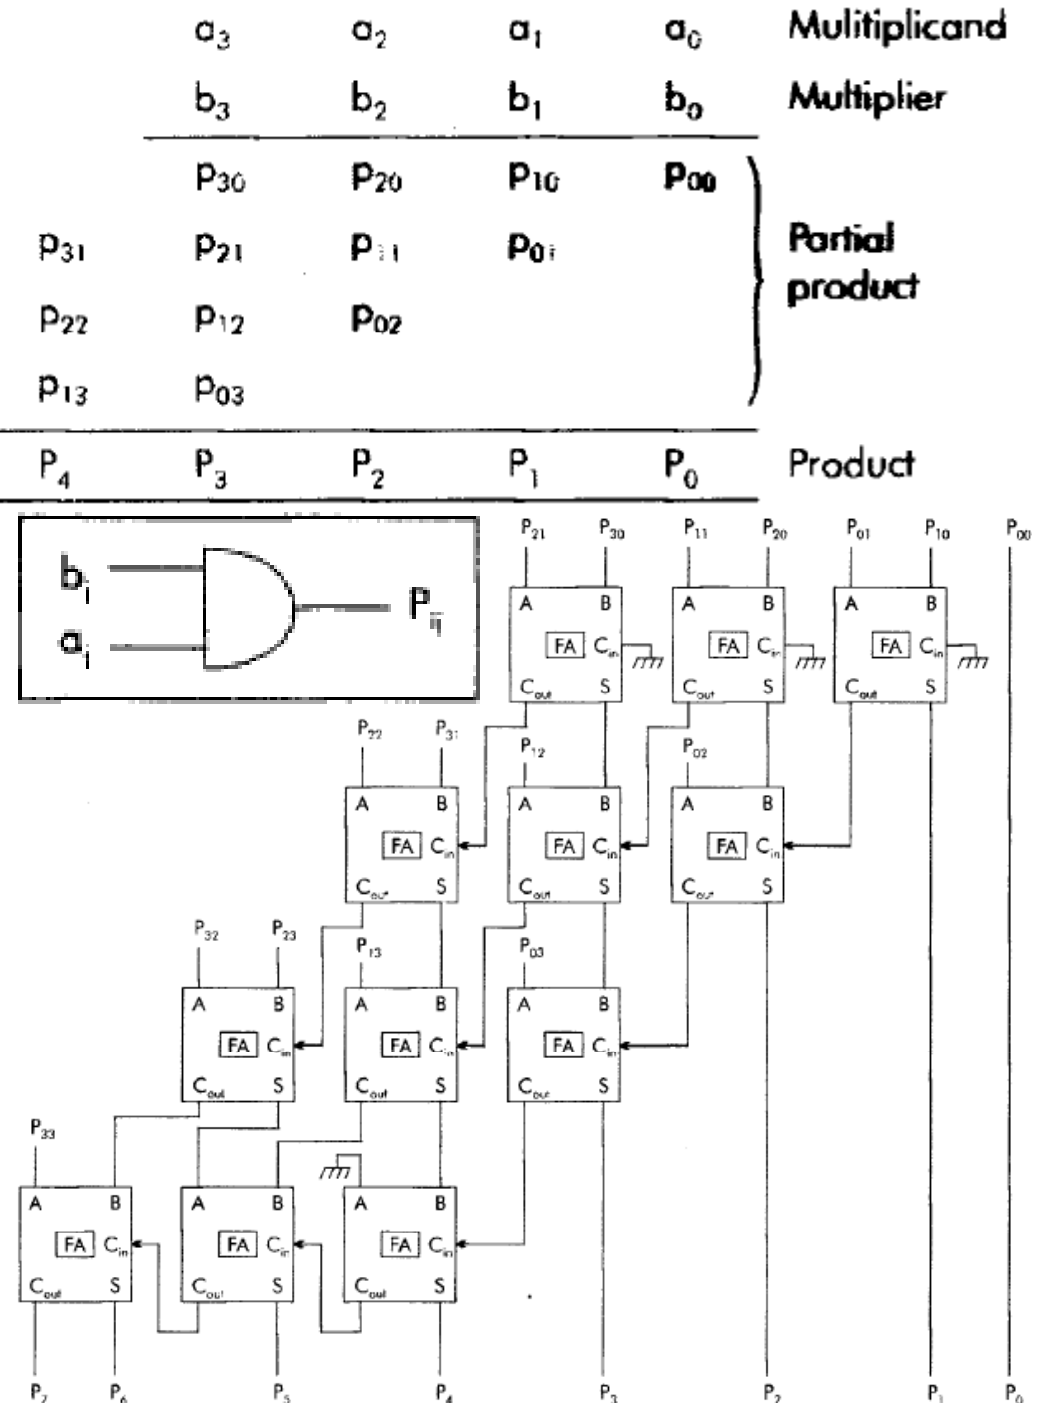 a₃ a₂ a₁ a₀ Mulitiplicand
b₃ b₂ b₁ b₀ Multiplier
p₃₀ p₂₀ p₁₀ p₀₀
p₃₁ p₂₁ p₁₁ p₀₁ Partial
product
p₂₂ p₁₂ p₀₂
p₁₃ p₀₃
P₄ P₃ P₂ P₁ P₀ Product
bⱼ
aᵢ
Pᵢⱼ
P₂₁ P₃₀ P₁₁ P₂₀ P₀₁ P₁₀ P₀₀
A B A B A B
FA Cᵢₙ FA Cᵢₙ FA Cᵢₙ
Cₒᵤₜ S Cₒᵤₜ S Cₒᵤₜ S
P₂₂ P₃₁ P₁₂ P₀₂
A B A B A B
FA Cᵢₙ FA Cᵢₙ FA Cᵢₙ
Cₒᵤₜ S Cₒᵤₜ S Cₒᵤₜ S
P₃₂ P₂₃ P₁₃ P₀₃
A B A B A B
FA Cᵢₙ FA Cᵢₙ FA Cᵢₙ
Cₒᵤₜ S Cₒᵤₜ S Cₒᵤₜ S
P₃₃
A B A B A B
FA Cᵢₙ FA Cᵢₙ FA Cᵢₙ
Cₒᵤₜ S Cₒᵤₜ S Cₒᵤₜ S
P₇ P₆ P₅ P₄ P₃ P₂ P₁ P₀